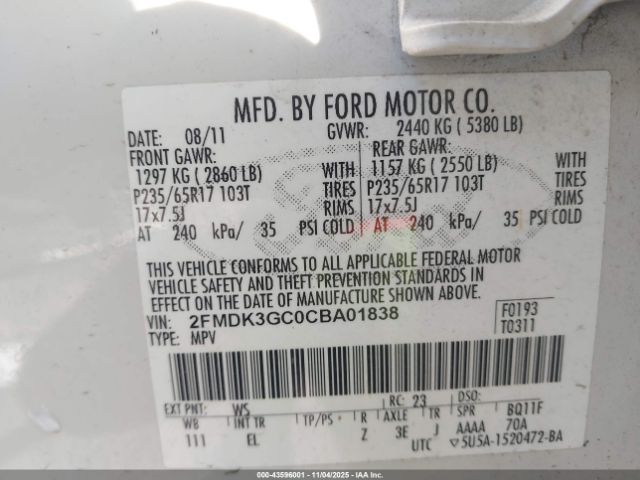 MFD. BY FORD MOTOR CO.
DATE: 08/11 GVWR: 2440 KG ( 5380 LB)
FRONT GAWR: REAR GAWR:
1297 KG ( 2860 LB) WITH 1157 KG ( 2550 LB) WITH
P235/65R17 103T TIRES P235/65R17 103T TIRES
17x7.5J RIMS 17x7.5J RIMS
AT 240 kPa/ 35 PSI COLD AT 240 kPa/ 35 PSI COLD
THIS VEHICLE CONFORMS TO ALL APPLICABLE FEDERAL MOTOR
VEHICLE SAFETY AND THEFT PREVENTION STANDARDS IN
EFFECT ON THE DATE OF MANUFACTURE SHOWN ABOVE.
VIN: 2FMDK3GC0CBA01838 F0193
TYPE: MPV T0311
EXT PNT: WS RC: 23 DSO:
WB INT TR TP/PS R AXLE TR SPR BQ11F
111 EL Z 3E J AAAA 70A
UTC ▽5U5A-1520472-BA
000-43596001 - 11/04/2025 - IAAI.COM